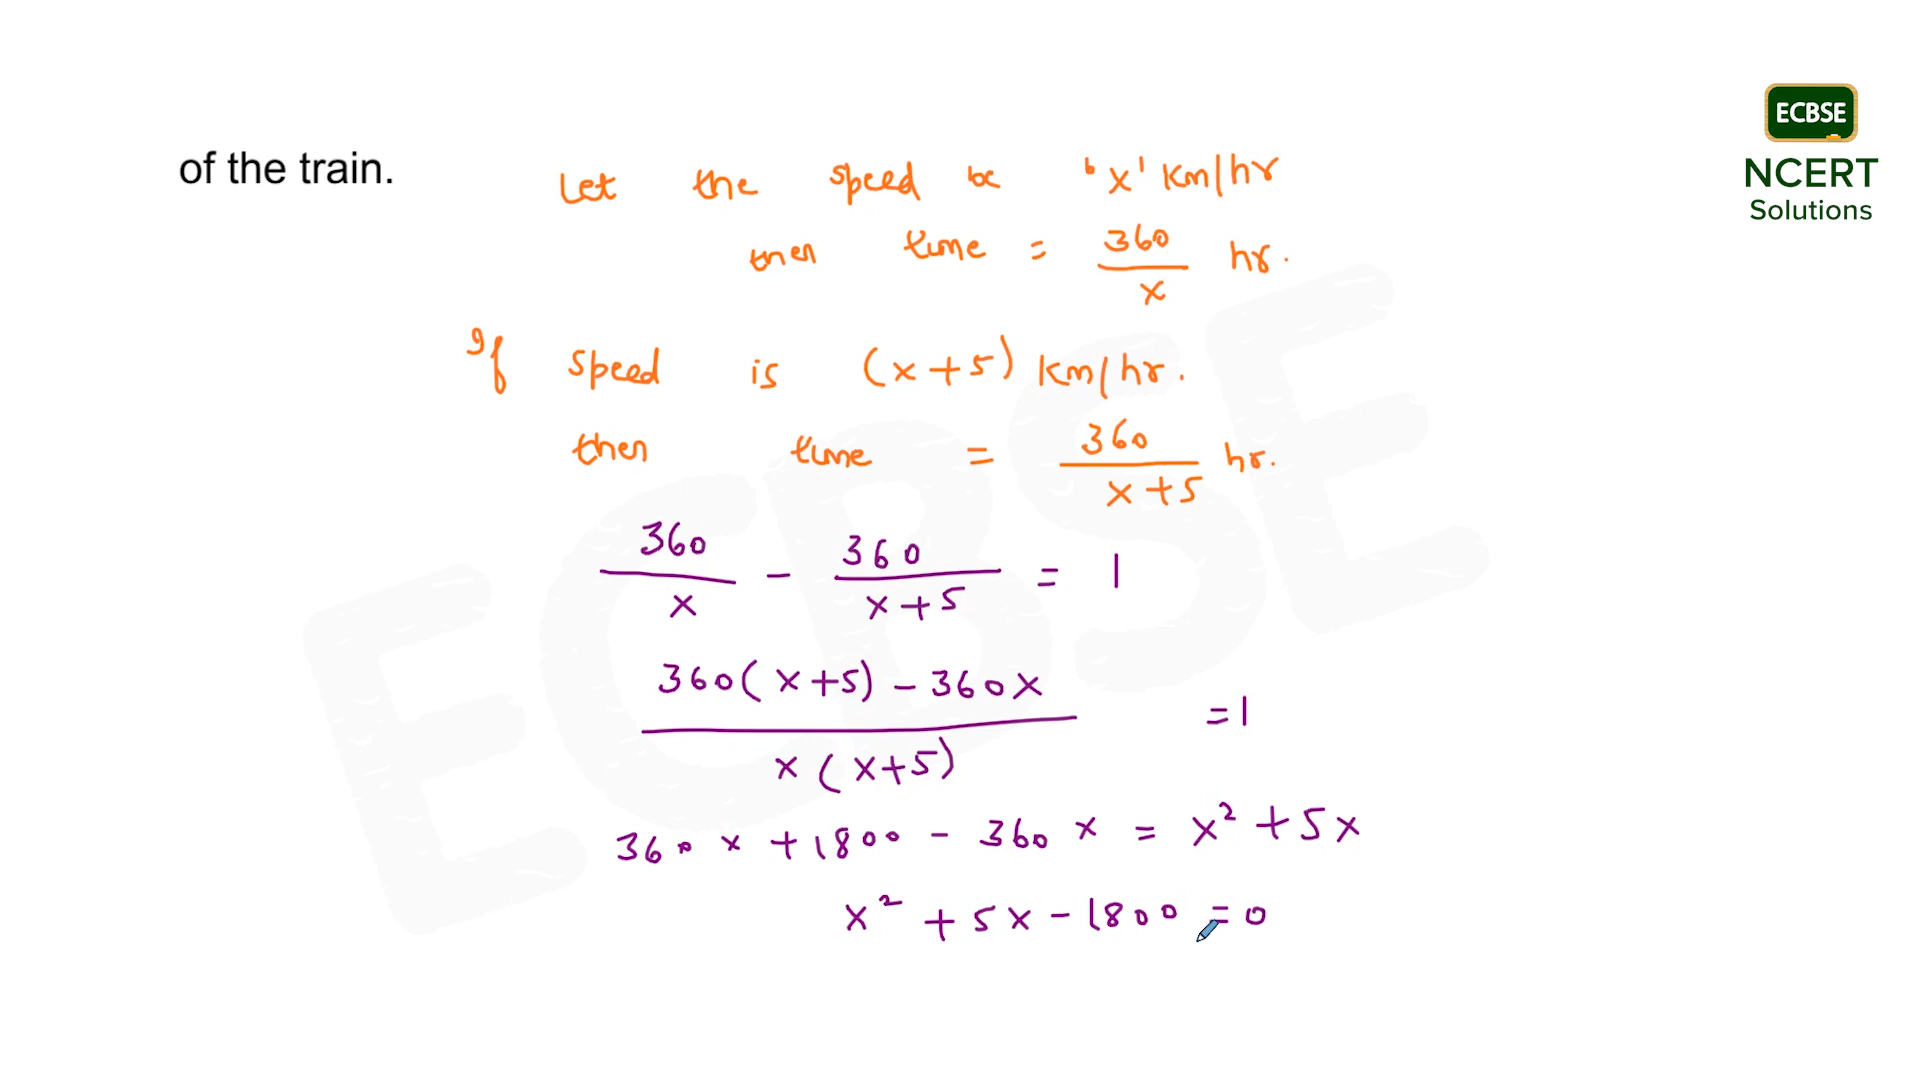 ECBSE
NCERT
Solutions
of the train.
Let the speed be 'x' Km/hr
then time = 360/x hr.
If speed is (x+5) Km/hr.
then time = 360/(x+5) hr.
360/x - 360/(x+5) = 1
(360(x+5) - 360x)/(x(x+5)) = 1
360x + 1800 - 360x = x² + 5x
x² + 5x - 1800 = 0
ECBSE